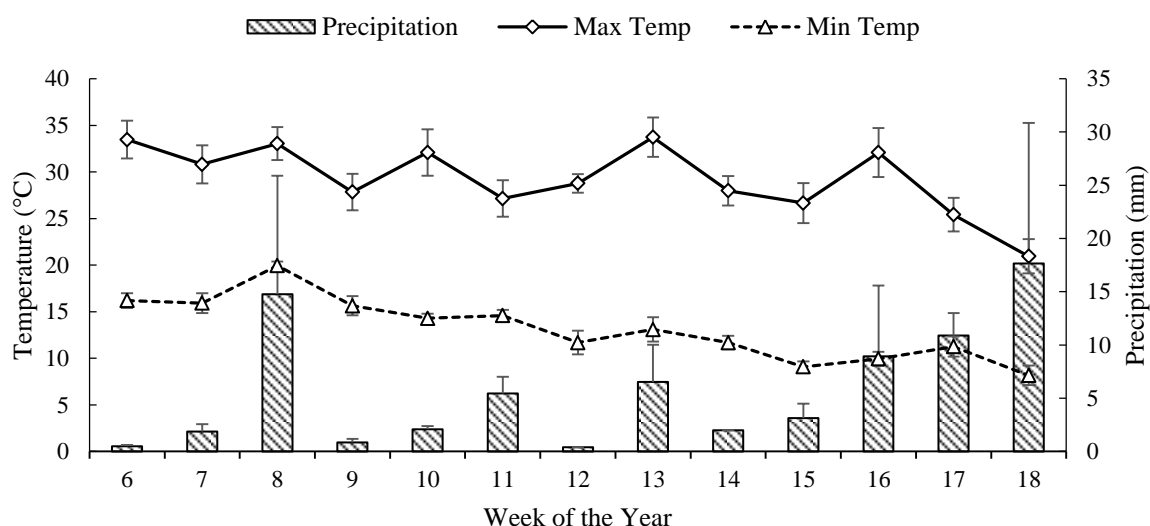 Precipitation Max Temp Min Temp
40 35
35 30
30 25
25 20
20 15
15 10
10 5
5 0
0
Temperature (°C)
Precipitation (mm)
6 7 8 9 10 11 12 13 14 15 16 17 18
Week of the Year